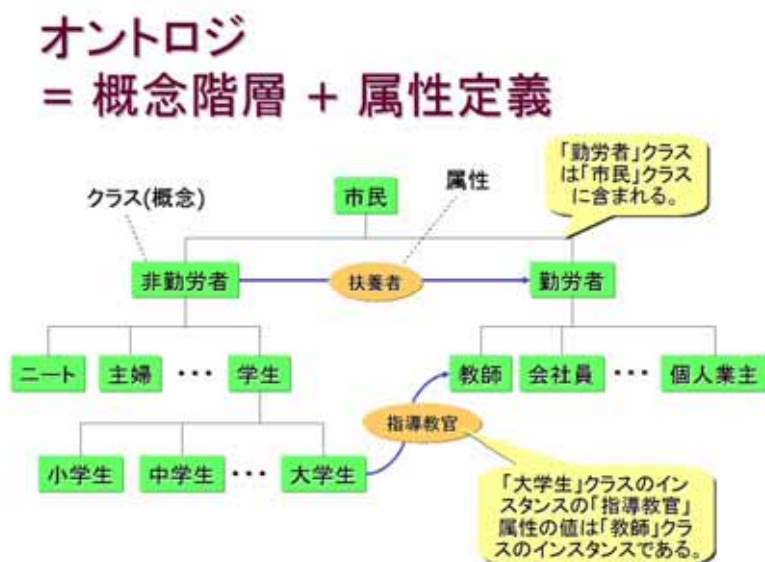 オントロジ
= 概念階層 + 属性定義
「勤労者」クラス
は「市民」クラス
に含まれる。
属性
クラス(概念)
市民
非勤労者
扶養者
勤労者
ニート
主婦
・・・
学生
教師
会社員
・・・
個人業主
指導教官
小学生
中学生
・・・
大学生
「大学生」クラスのイン
スタンスの「指導教官」
属性の値は「教師」クラ
スのインスタンスである。